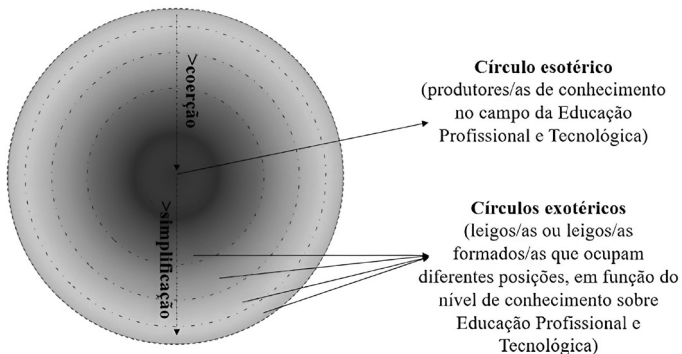 >coerção
>simplificação
Círculo esotérico
(produtores/as de conhecimento
no campo da Educação
Profissional e Tecnológica)
Círculos exotéricos
(leigos/as ou leigos/as
formados/as que ocupam
diferentes posições, em função do
nível de conhecimento sobre
Educação Profissional e
Tecnológica)